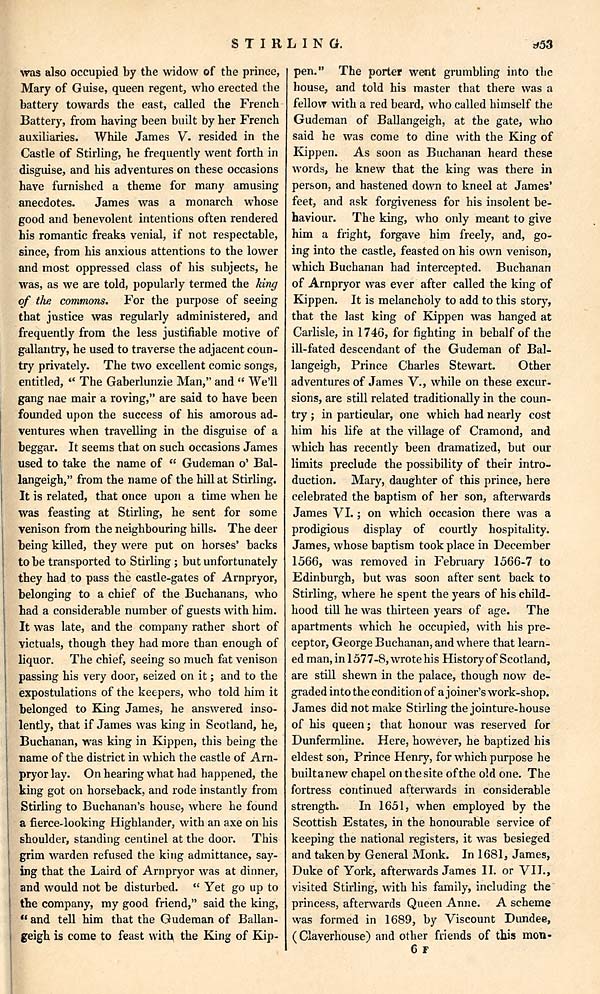 STIRLING.
953
was also occupied by the widow of the prince,
Mary of Guise, queen regent, who erected the
battery towards the east, called the French
Battery, from having been built by her French
auxiliaries. While James V. resided in the
Castle of Stirling, he frequently went forth in
disguise, and his adventures on these occasions
have furnished a theme for many amusing
anecdotes. James was a monarch whose
good and benevolent intentions often rendered
his romantic freaks venial, if not respectable,
since, from his anxious attentions to the lower
and most oppressed class of his subjects, he
was, as we are told, popularly termed the king
of the commons. For the purpose of seeing
that justice was regularly administered, and
frequently from the less justifiable motive of
gallantry, he used to traverse the adjacent coun-
try privately. The two excellent comic songs,
entitled, “ The Gaberlunzie Man,” and “ We'll
gang nae mair a roving,” are said to have been
founded upon the success of his amorous ad-
ventures when travelling in the disguise of a
beggar. It seems that on such occasions James
used to take the name of “ Gudeman o' Bal-
langeigh,” from the name of the hill at Stirling.
It is related, that once upon a time when he
was feasting at Stirling, he sent for some
venison from the neighbouring hills. The deer
being killed, they were put on horses' backs
to be transported to Stirling ; but unfortunately
they had to pass the castle-gates of Arnpryor,
belonging to a chief of the Buchanans, who
had a considerable number of guests with him.
It was late, and the company rather short of
victuals, though they had more than enough of
liquor. The chief, seeing so much fat venison
passing his very door, seized on it ; and to the
expostulations of the keepers, who told him it
belonged to King James, he answered inso-
lently, that if James was king in Scotland, he,
Buchanan, was king in Kippen, this being the
name of the district in which the castle of Arn-
pryor lay. On hearing what had happened, the
king got on horseback, and rode instantly from
Stirling to Buchanan's house, where he found
a fierce-looking Highlander, with an axe on his
shoulder, standing centinel at the door. This
grim warden refused the king admittance, say-
ing that the Laird of Arnpryor was at dinner,
and would not be disturbed. “ Yet go up to
the company, my good friend,” said the king,
“ and tell him that the Gudeman of Ballan-
geigh is come to feast with the King of Kip-
pen.” The porter went grumbling into the
house, and told his master that there was a
fellow with a red beard, who called himself the
Gudeman of Ballangeigh, at the gate, who
said he was come to dine with the King of
Kippen. As soon as Buchanan heard these
words, he knew that the king was there in
person, and hastened down to kneel at James'
feet, and ask forgiveness for his insolent be-
haviour. The king, who only meant to give
him a fright, forgave him freely, and, go-
ing into the castle, feasted on his own venison,
which Buchanan had intercepted. Buchanan
of Arnpryor was ever after called the king of
Kippen. It is melancholy to add to this story,
that the last king of Kippen was hanged at
Carlisle, in 1746, for fighting in behalf of the
ill-fated descendant of the Gudeman of Bal-
langeigh, Prince Charles Stewart. Other
adventures of James V., while on these excur-
sions, are still related traditionally in the coun-
try ; in particular, one which had nearly cost
him his life at the village of Cramond, and
which has recently been dramatized, but our
limits preclude the possibility of their intro-
duction. Mary, daughter of this prince, here
celebrated the baptism of her son, afterwards
James VI. ; on which occasion there was a
prodigious display of courtly hospitality.
James, whose baptism took place in December
1566, was removed in February 1566-7 to
Edinburgh, but was soon after sent back to
Stirling, where he spent the years of his child-
hood till he was thirteen years of age. The
apartments which he occupied, with his pre-
ceptor, George Buchanan, and where that learn-
ed man, in 1577-8, wrote his History of Scotland,
are still shewn in the palace, though now de-
graded into the condition of a joiner's work-shop.
James did not make Stirling the jointure-house
of his queen ; that honour was reserved for
Dunfermline. Here, however, he baptized his
eldest son, Prince Henry, for which purpose he
built a new chapel on the site of the old one. The
fortress continued afterwards in considerable
strength. In 1651, when employed by the
Scottish Estates, in the honourable service of
keeping the national registers, it was besieged
and taken by General Monk. In 1681, James,
Duke of York, afterwards James II. or VII.,
visited Stirling, with his family, including the
princess, afterwards Queen Anne. A scheme
was formed in 1689, by Viscount Dundee,
(Claverhouse) and other friends of this mon-
6 F